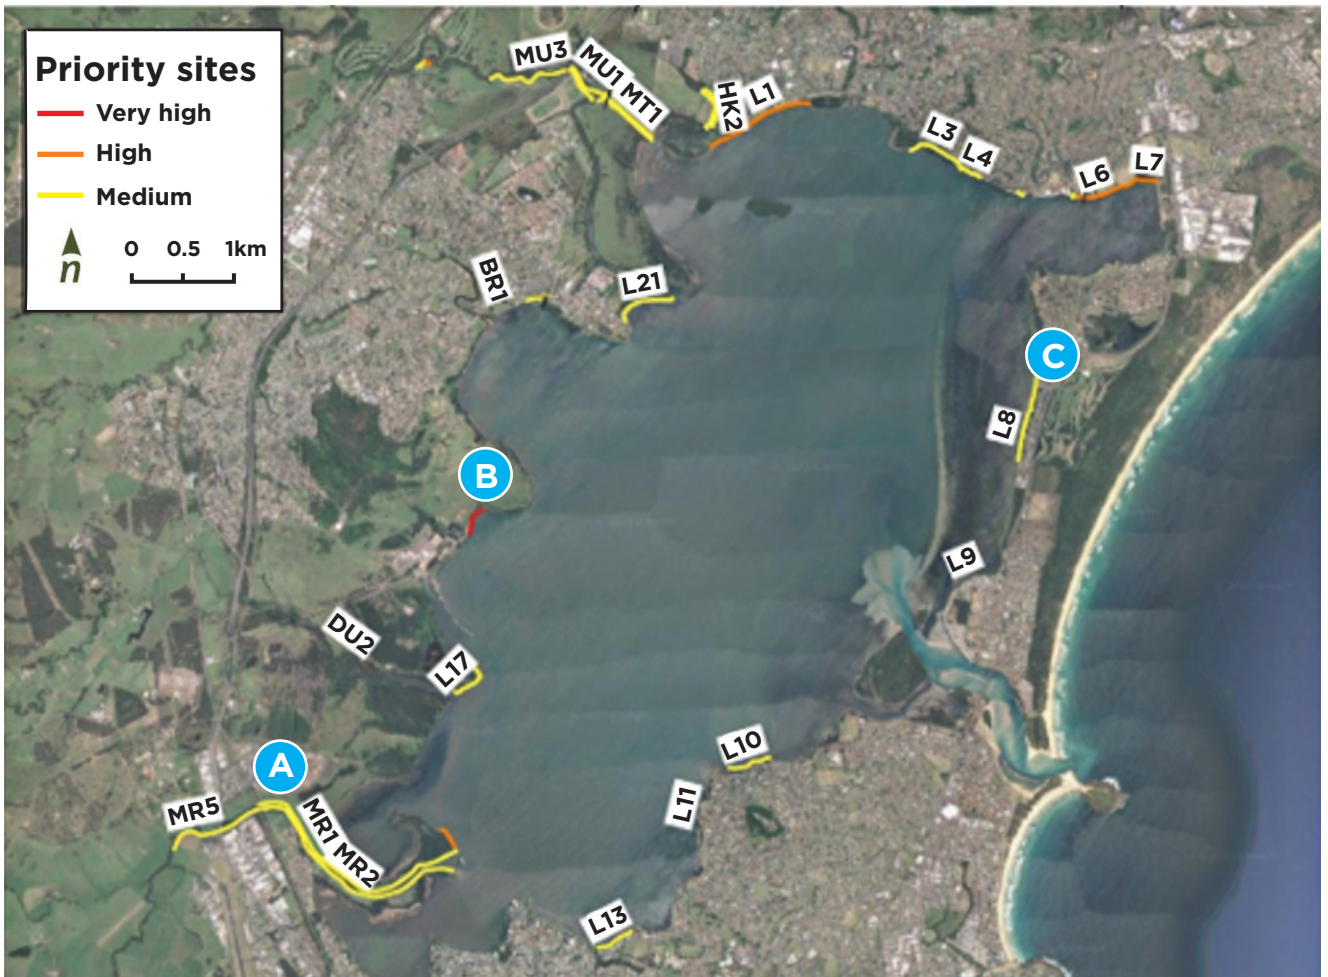 Priority sites
Very high
High
Medium
n
0 0.5 1km
MU3
MU1 MT1
HK2
L1
L3
L4
L6
L7
BR1
L21
C
L8
B
L9
DU2
L17
A
L10
MR5
L11
MR1 MR2
L13